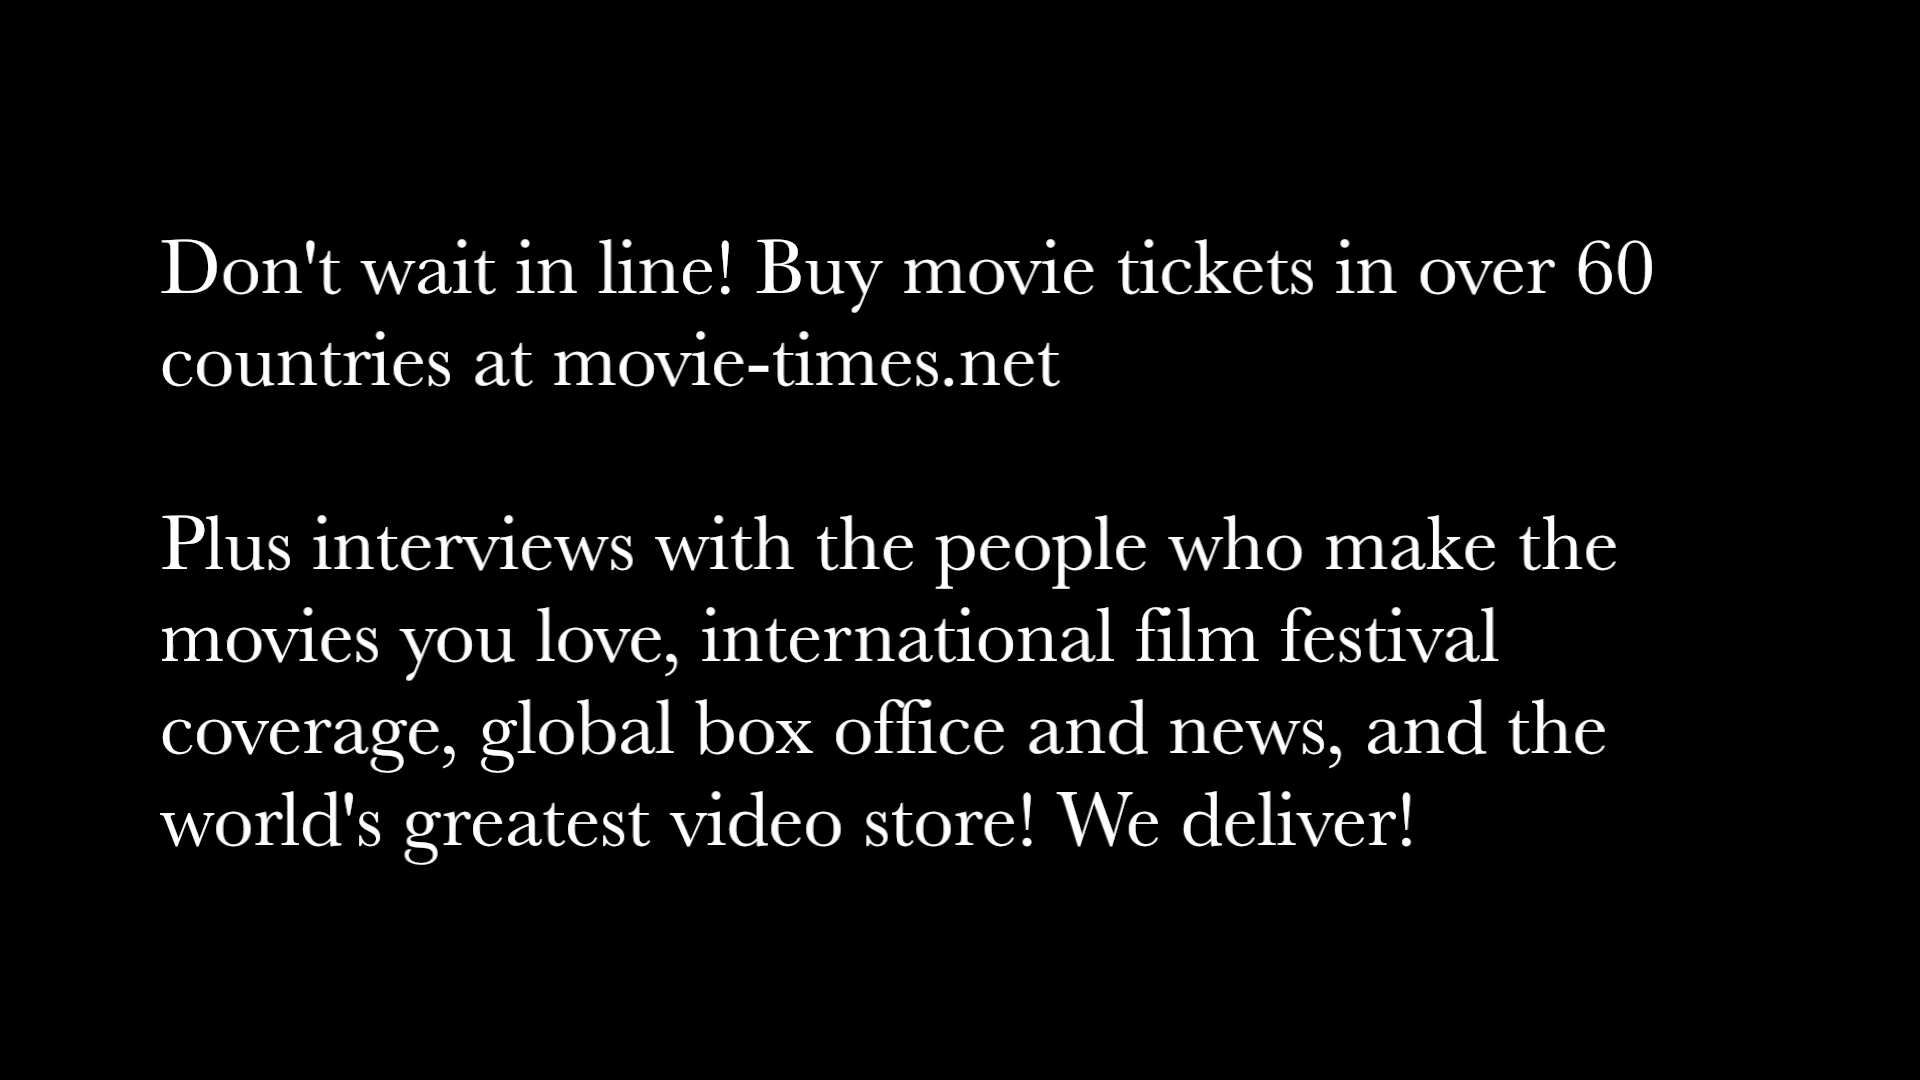 Don't wait in line! Buy movie tickets in over 60
countries at movie-times.net
Plus interviews with the people who make the
movies you love, international film festival
coverage, global box office and news, and the
world's greatest video store! We deliver!